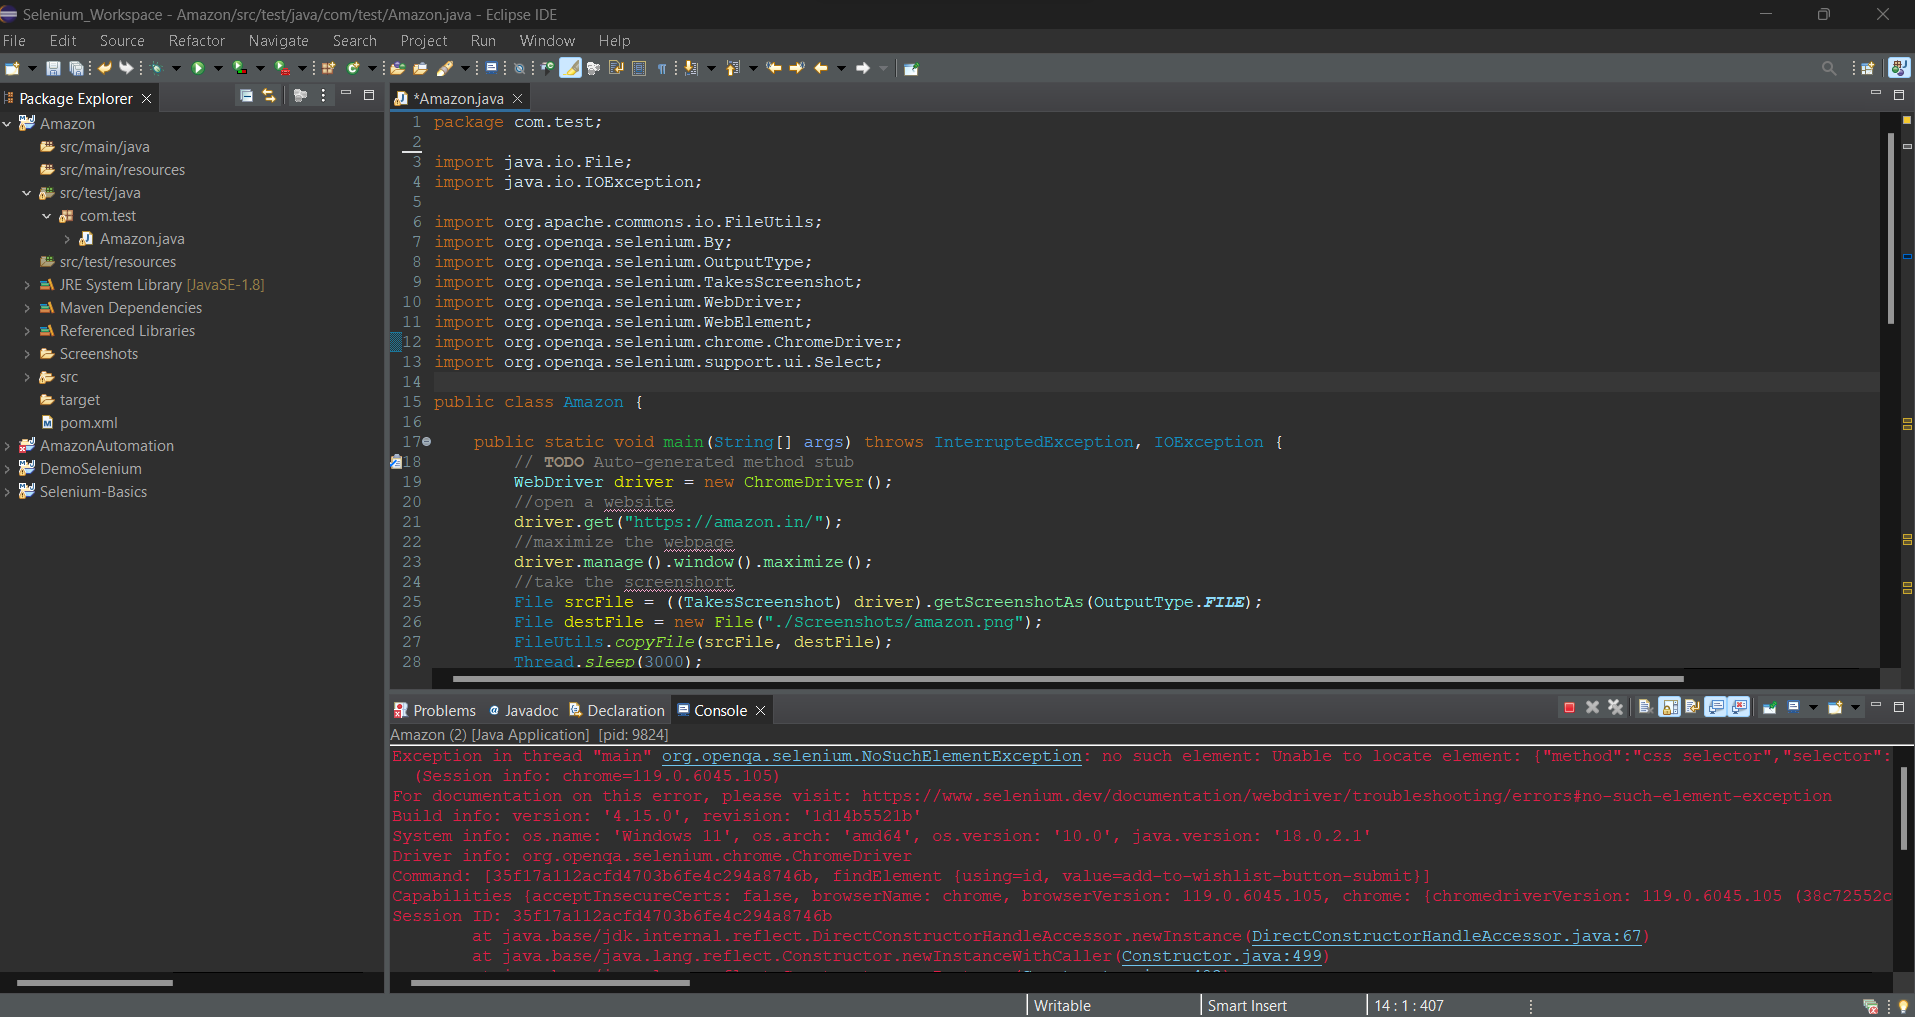 Selenium_Workspace - Amazon/src/test/java/com/test/Amazon.java - Eclipse IDE
File Edit Source Refactor Navigate Search Project Run Window Help
Package Explorer
Amazon
src/main/java
src/main/resources
src/test/java
com.test
Amazon.java
src/test/resources
JRE System Library [JavaSE-1.8]
Maven Dependencies
Referenced Libraries
Screenshots
src
target
pom.xml
AmazonAutomation
DemoSelenium
Selenium-Basics
*Amazon.java
1 package com.test;
2
3 import java.io.File;
4 import java.io.IOException;
5
6 import org.apache.commons.io.FileUtils;
7 import org.openqa.selenium.By;
8 import org.openqa.selenium.OutputType;
9 import org.openqa.selenium.TakesScreenshot;
10 import org.openqa.selenium.WebDriver;
11 import org.openqa.selenium.WebElement;
12 import org.openqa.selenium.chrome.ChromeDriver;
13 import org.openqa.selenium.support.ui.Select;
14
15 public class Amazon {
16
17 public static void main(String[] args) throws InterruptedException, IOException {
18 // TODO Auto-generated method stub
19 WebDriver driver = new ChromeDriver();
20 //open a website
21 driver.get("https://amazon.in/");
22 //maximize the webpage
23 driver.manage().window().maximize();
24 //take the screenshort
25 File srcFile = ((TakesScreenshot) driver).getScreenshotAs(OutputType.FILE);
26 File destFile = new File("./Screenshots/amazon.png");
27 FileUtils.copyFile(srcFile, destFile);
28 Thread.sleep(3000);
Problems Javadoc Declaration Console
Amazon (2) [Java Application] [pid: 9824]
Exception in thread "main" org.openqa.selenium.NoSuchElementException: no such element: Unable to locate element: {"method":"css selector","selector":
(Session info: chrome=119.0.6045.105)
For documentation on this error, please visit: https://www.selenium.dev/documentation/webdriver/troubleshooting/errors#no-such-element-exception
Build info: version: '4.15.0', revision: '1d14b5521b'
System info: os.name: 'Windows 11', os.arch: 'amd64', os.version: '10.0', java.version: '18.0.2.1'
Driver info: org.openqa.selenium.chrome.ChromeDriver
Command: [35f17a112acfd4703b6fe4c294a8746b, findElement {using=id, value=add-to-wishlist-button-submit}]
Capabilities {acceptInsecureCerts: false, browserName: chrome, browserVersion: 119.0.6045.105, chrome: {chromedriverVersion: 119.0.6045.105 (38c72552c
Session ID: 35f17a112acfd4703b6fe4c294a8746b
at java.base/jdk.internal.reflect.DirectConstructorHandleAccessor.newInstance(DirectConstructorHandleAccessor.java:67)
at java.base/java.lang.reflect.Constructor.newInstanceWithCaller(Constructor.java:499)
Writable Smart Insert 14 : 1 : 407